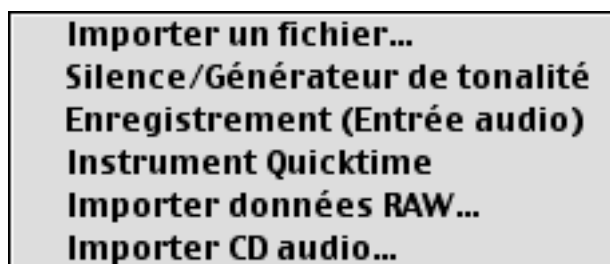 Importer un fichier...
Silence/Générateur de tonalité
Enregistrement (Entrée audio)
Instrument Quicktime
Importer données RAW...
Importer CD audio...